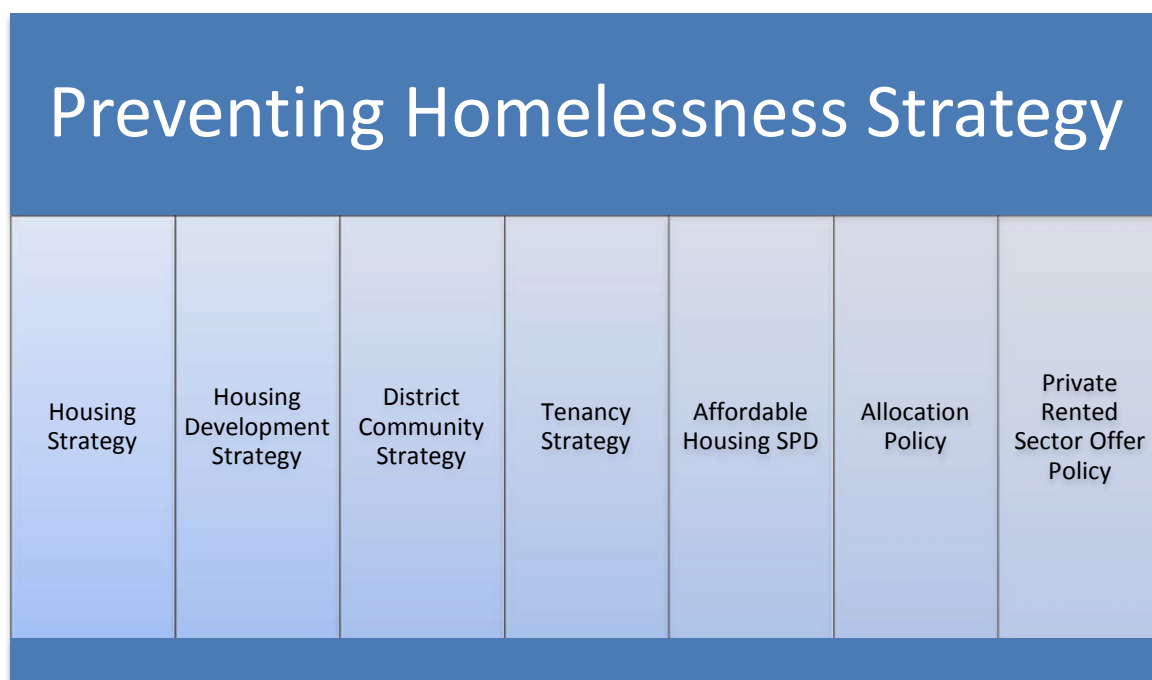 Preventing Homelessness Strategy
Housing
Strategy
Housing
Development
Strategy
District
Community
Strategy
Tenancy
Strategy
Affordable
Housing SPD
Allocation
Policy
Private
Rented
Sector Offer
Policy